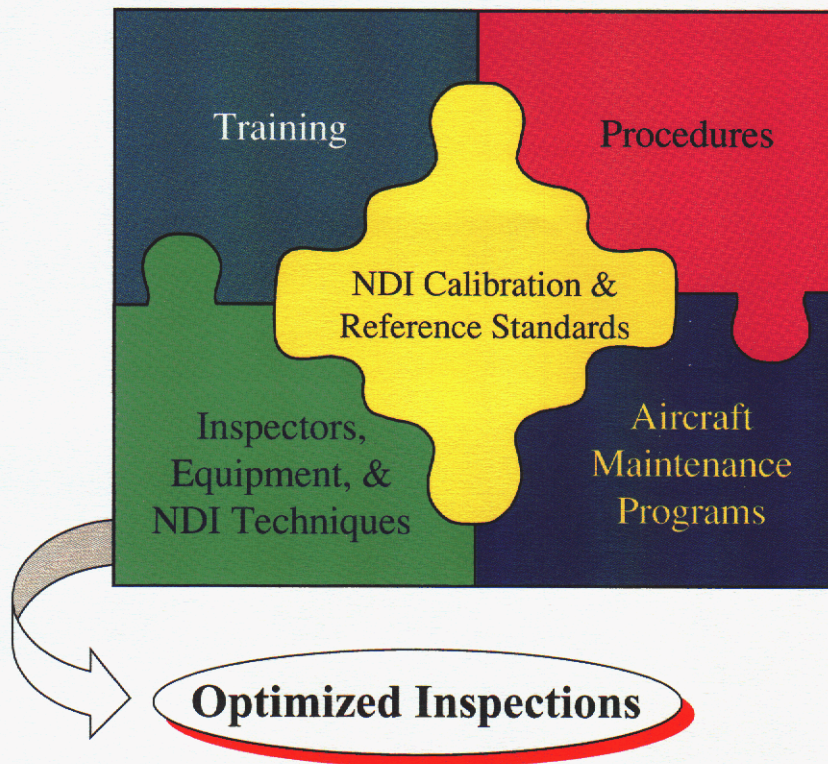 Training
Procedures
NDI Calibration &
Reference Standards
Inspectors,
Equipment, &
NDI Techniques
Aircraft
Maintenance
Programs
Optimized Inspections